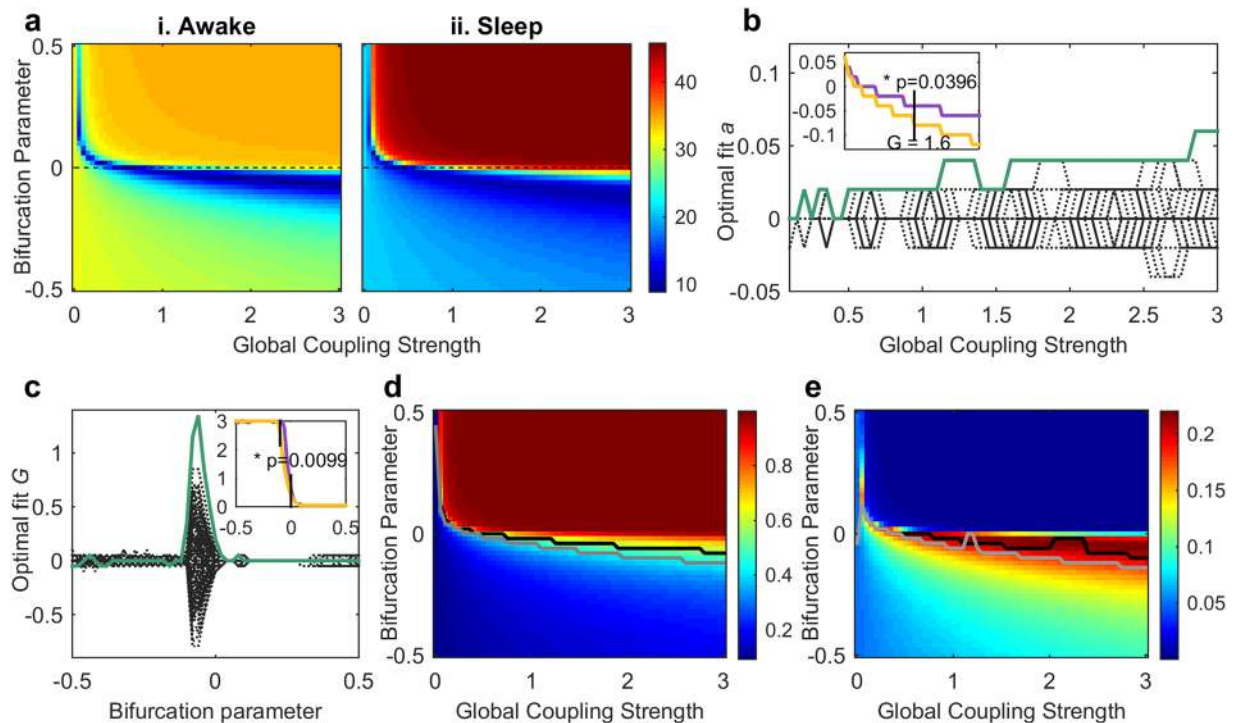 a
i. Awake
ii. Sleep
0.5
0
-0.5
Bifurcation Parameter
0 1 2 3
0 1 2 3
Global Coupling Strength
40
30
20
10
b
0.1
0.05
0
-0.05
Optimal fit a
0.5 1 1.5 2 2.5 3
Global Coupling Strength
0.05
0
-0.05
-0.1
* p=0.0396
G = 1.6
c
1
0.5
0
-0.5
Optimal fit G
-0.5 0 0.5
Bifurcation parameter
3
2
1
0
-0.5 0 0.5
* p=0.0099
d
0.5
0
-0.5
Bifurcation Parameter
0 1 2 3
Global Coupling Strength
0.8
0.6
0.4
0.2
e
0.5
0
-0.5
Bifurcation Parameter
0 1 2 3
Global Coupling Strength
0.2
0.15
0.1
0.05